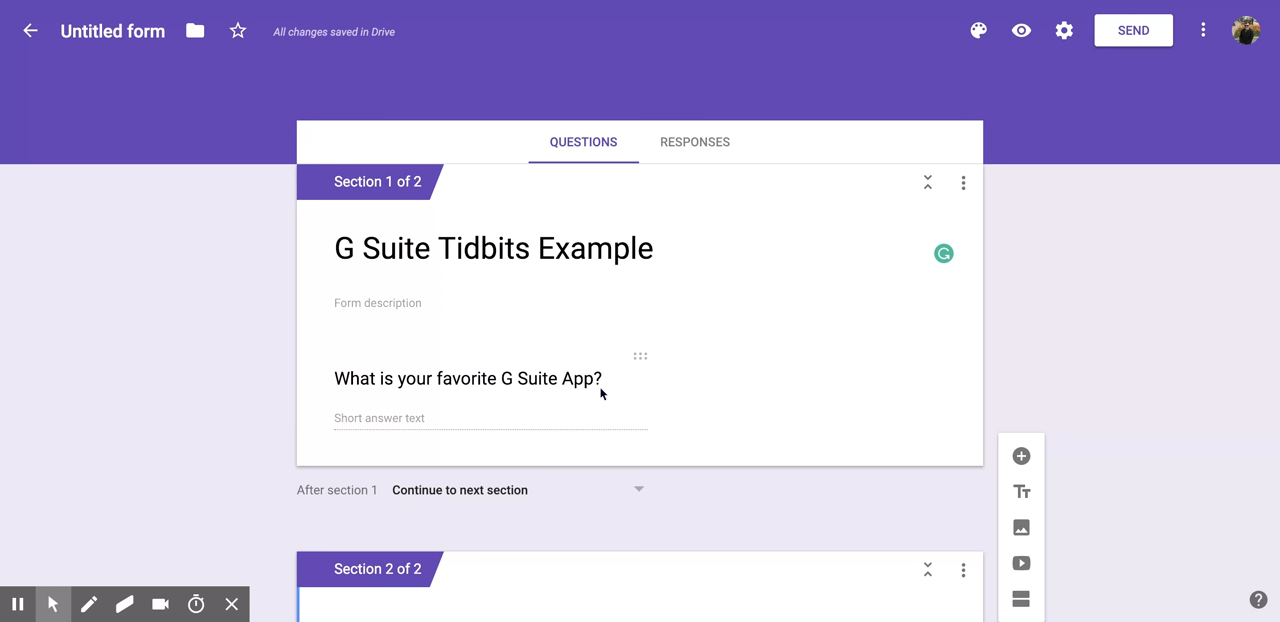 Untitled form
All changes saved in Drive
SEND
QUESTIONS
RESPONSES
Section 1 of 2
G Suite Tidbits Example
Form description
What is your favorite G Suite App?
Short answer text
After section 1 Continue to next section
Section 2 of 2